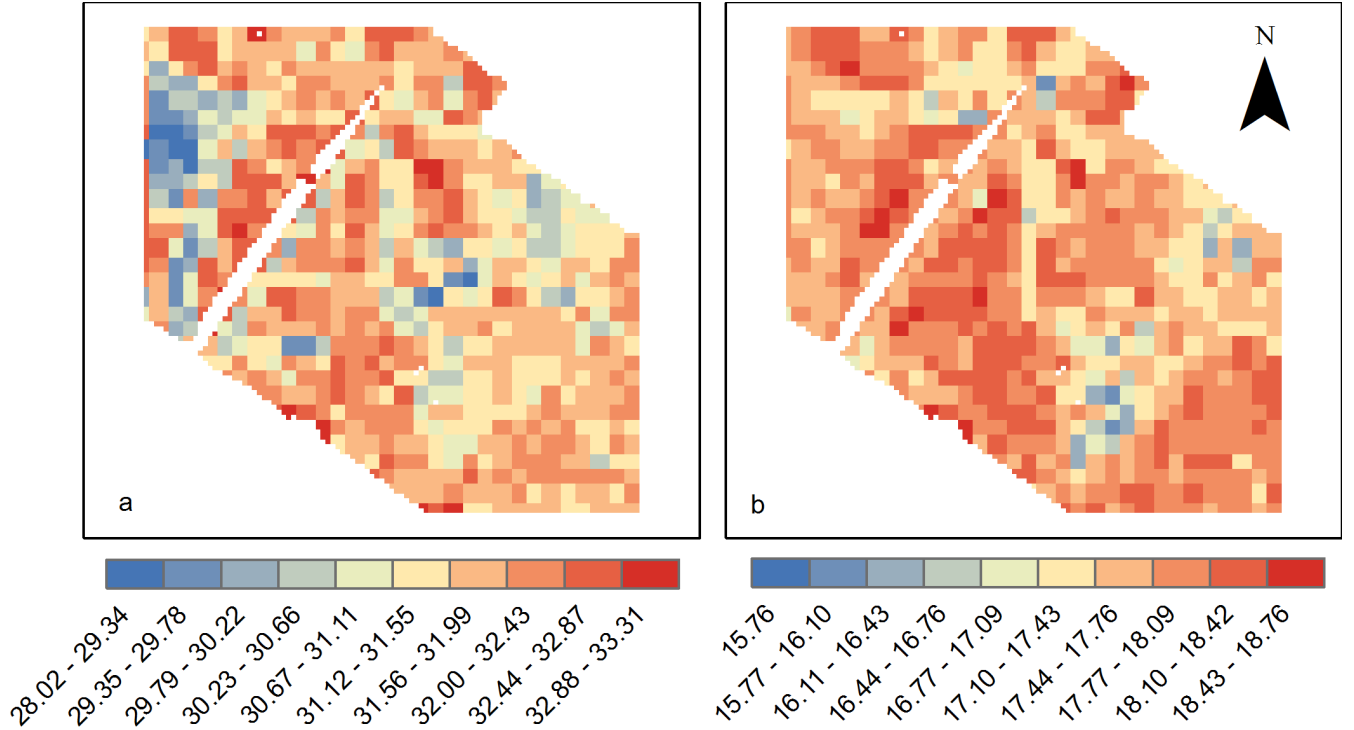 N
a
b
28.02 - 29.34
29.35 - 29.78
29.79 - 30.22
30.23 - 30.66
30.67 - 31.11
31.12 - 31.55
31.56 - 31.99
32.00 - 32.43
32.44 - 32.87
32.88 - 33.31
15.76
15.77 - 16.10
16.11 - 16.43
16.44 - 16.76
16.77 - 17.09
17.10 - 17.43
17.44 - 17.76
17.77 - 18.09
18.10 - 18.42
18.43 - 18.76